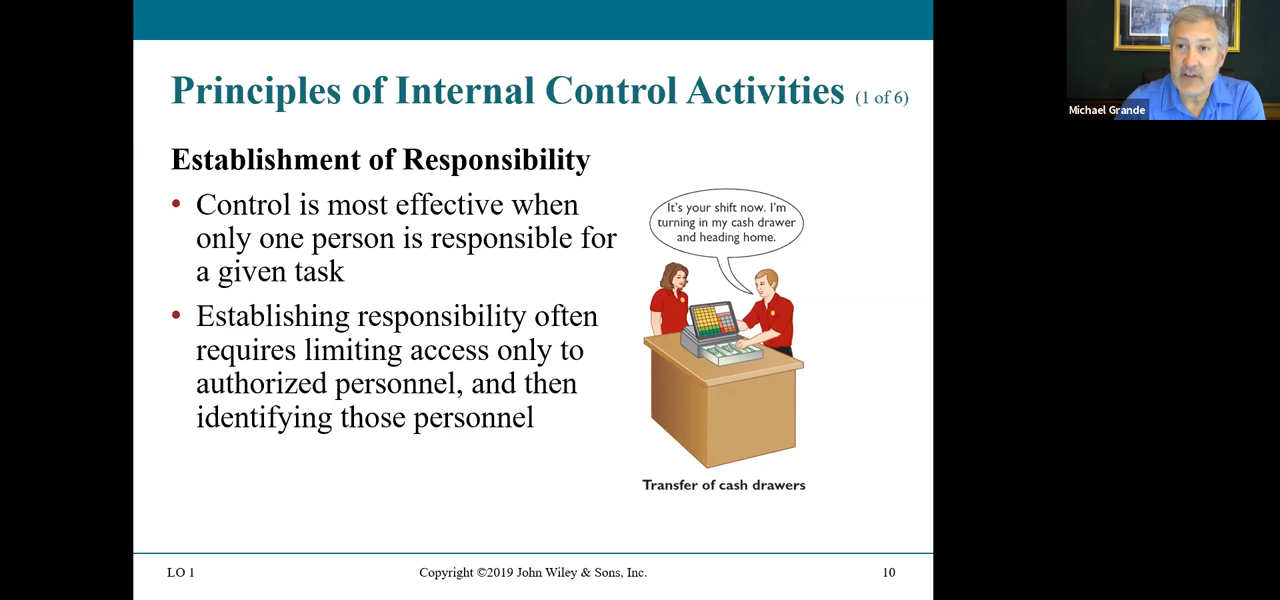 Principles of Internal Control Activities (1 of 6)
Establishment of Responsibility
• Control is most effective when
only one person is responsible for
a given task
• Establishing responsibility often
requires limiting access only to
authorized personnel, and then
identifying those personnel
It's your shift now. I'm
turning in my cash drawer
and heading home.
Transfer of cash drawers
LO 1
Copyright ©2019 John Wiley & Sons, Inc.
10
Michael Grande